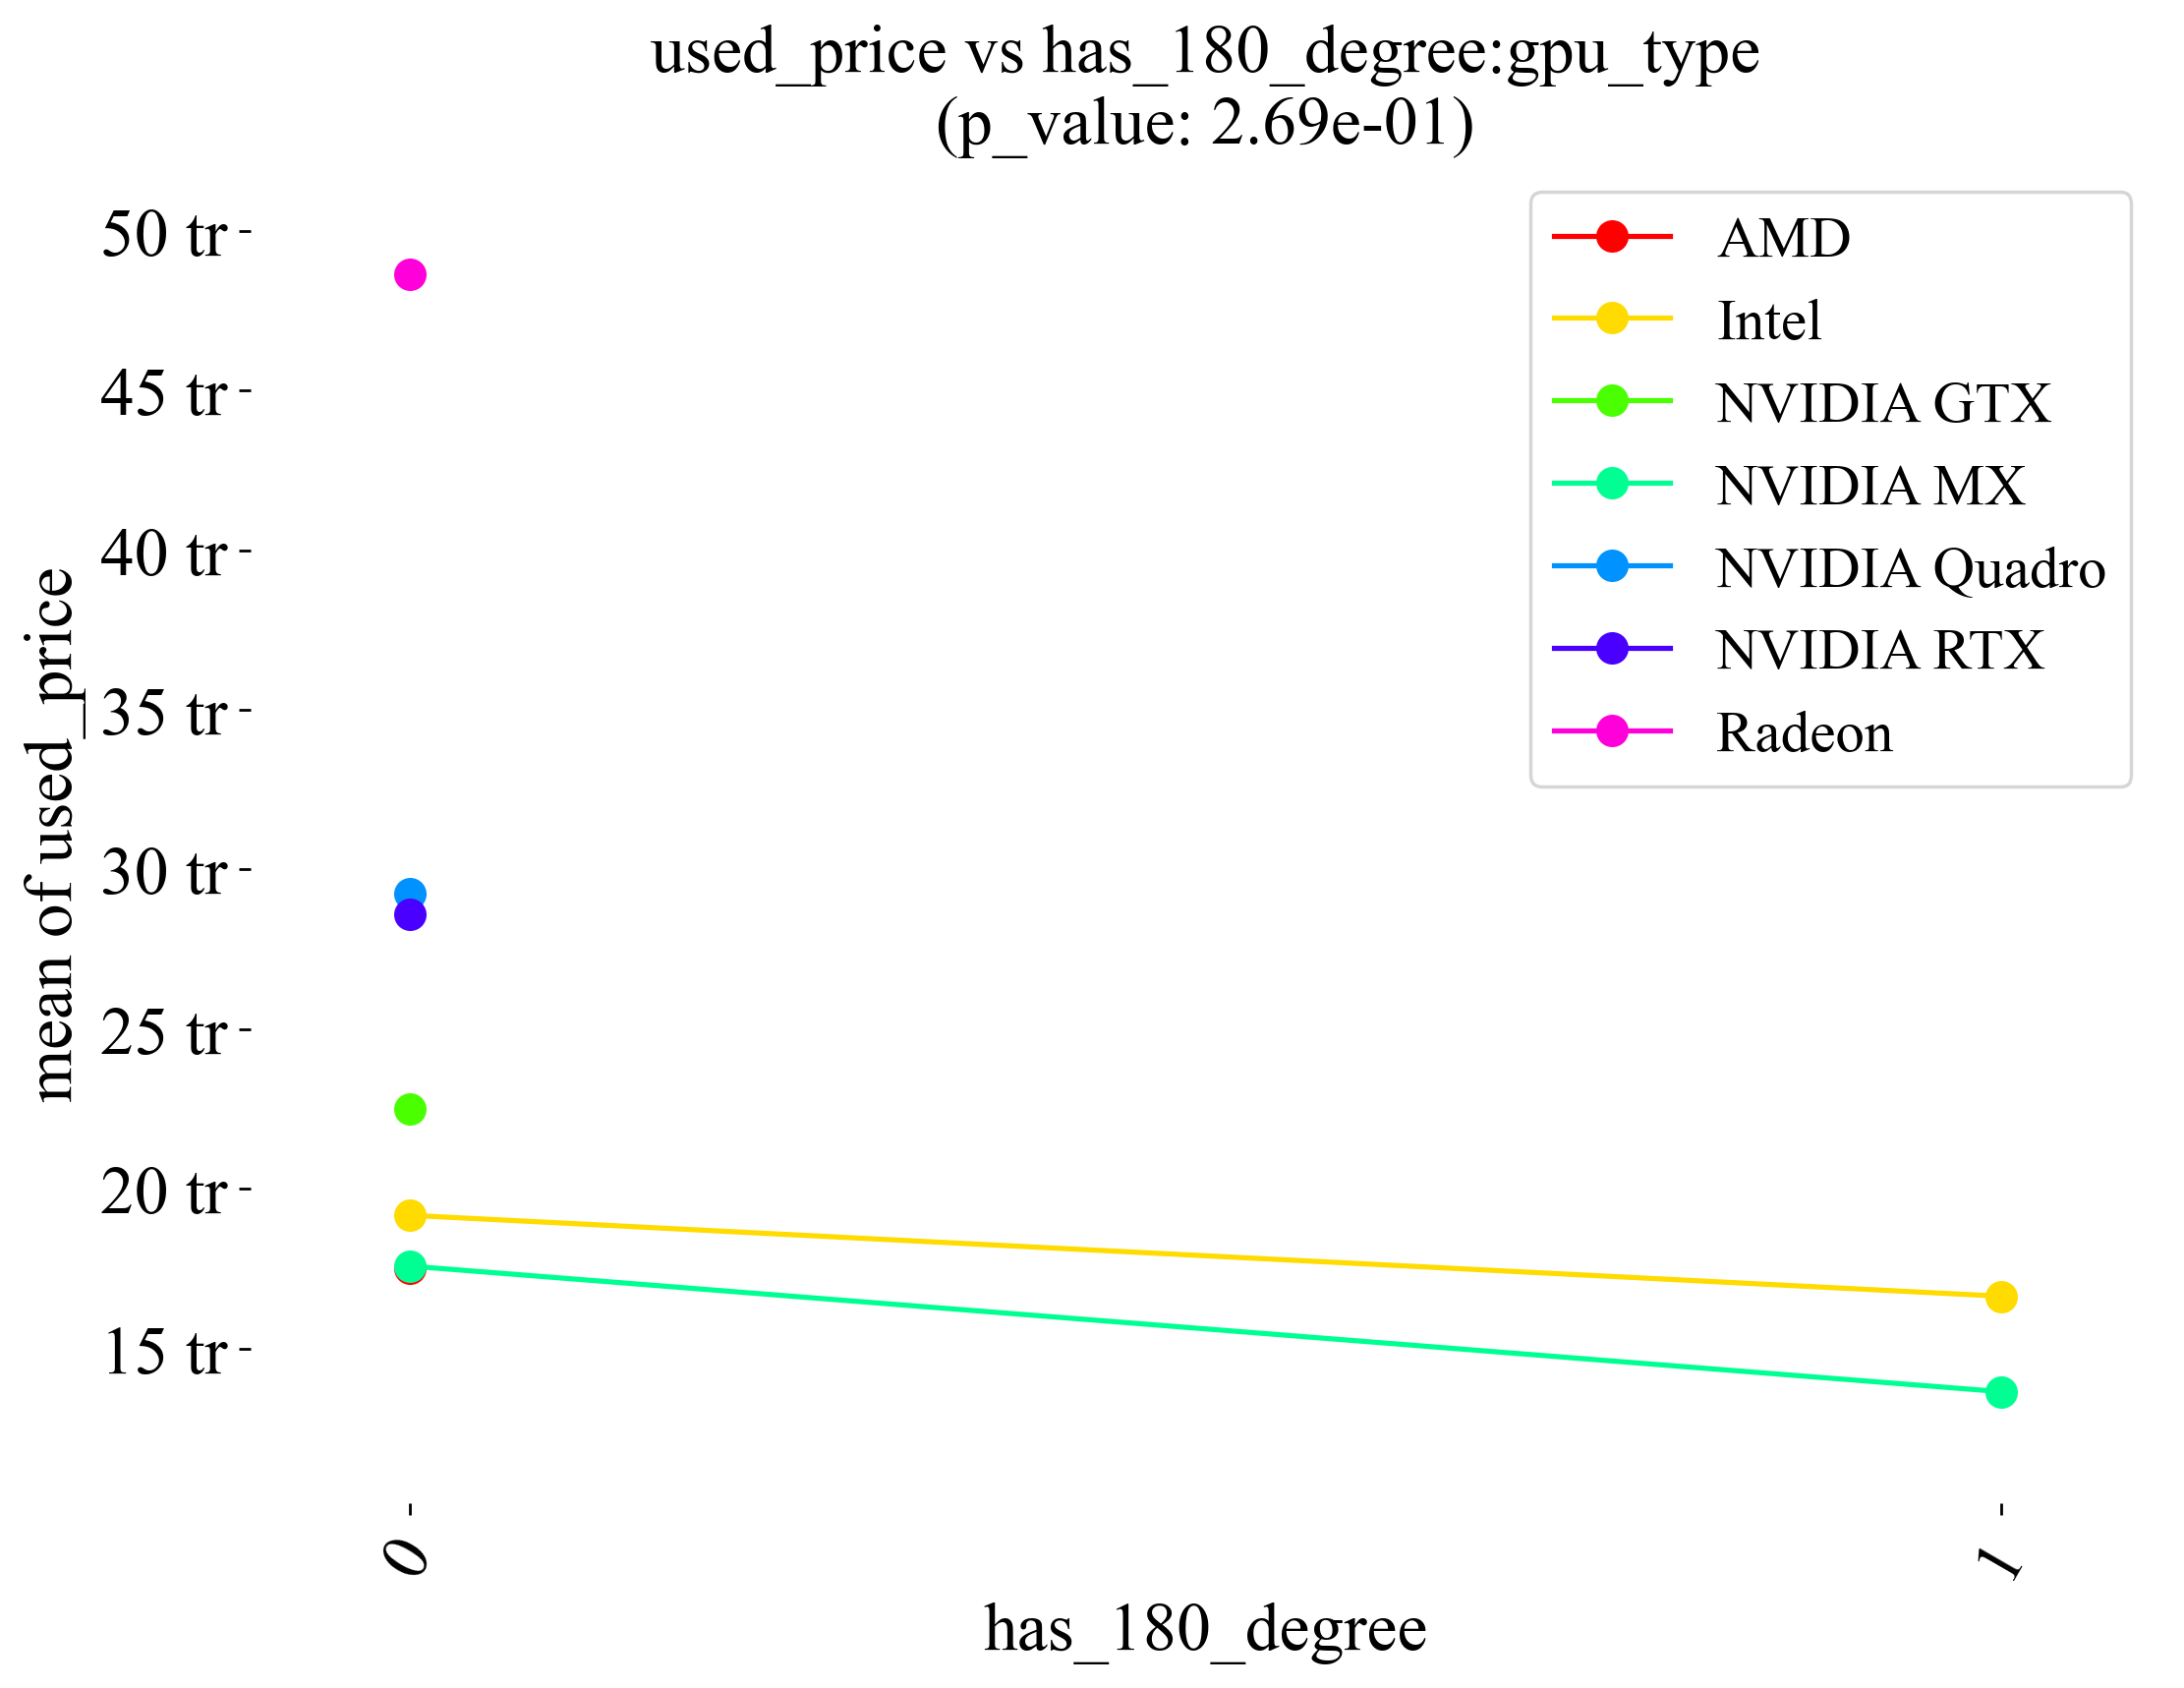 used_price vs has_180_degree:gpu_type
(p_value: 2.69e-01)
50 tr
45 tr
40 tr
35 tr
30 tr
25 tr
20 tr
15 tr
mean of used_price
AMD
Intel
NVIDIA GTX
NVIDIA MX
NVIDIA Quadro
NVIDIA RTX
Radeon
0
1
has_180_degree